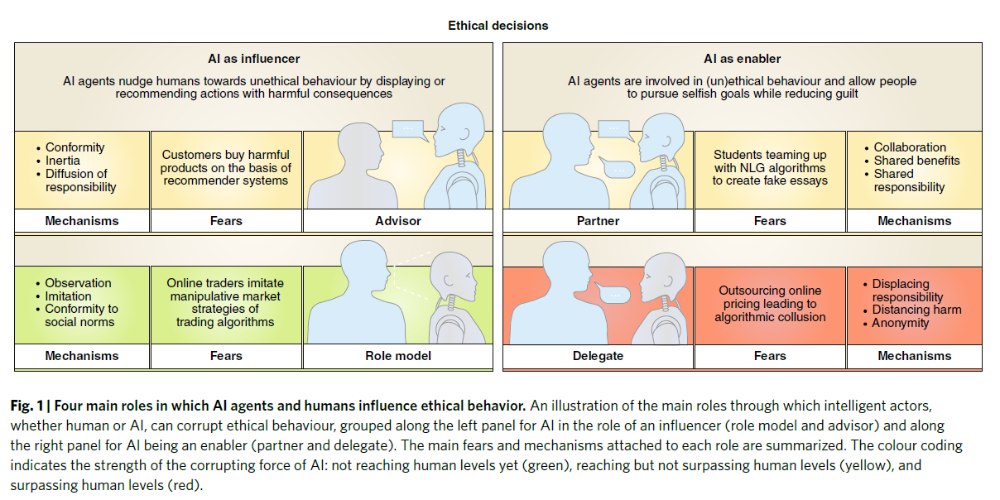 Ethical decisions
AI as influencer
AI agents nudge humans towards unethical behaviour by displaying or
recommending actions with harmful consequences
• Conformity
• Inertia
• Diffusion of
responsibility
Customers buy harmful
products on the basis of
recommender systems
...
Mechanisms
Fears
Advisor
• Observation
• Imitation
• Conformity to
social norms
Online traders imitate
manipulative market
strategies of
trading algorithms
Mechanisms
Fears
Role model
AI as enabler
AI agents are involved in (un)ethical behaviour and allow people
to pursue selfish goals while reducing guilt
...
...
Students teaming up
with NLG algorithms
to create fake essays
• Collaboration
• Shared benefits
• Shared
responsibility
Partner
Fears
Mechanisms
...
Outsourcing online
pricing leading to
algorithmic collusion
• Displacing
responsibility
• Distancing harm
• Anonymity
Delegate
Fears
Mechanisms
Fig. 1 | Four main roles in which AI agents and humans influence ethical behavior. An illustration of the main roles through which intelligent actors,
whether human or AI, can corrupt ethical behaviour, grouped along the left panel for AI in the role of an influencer (role model and advisor) and along
the right panel for AI being an enabler (partner and delegate). The main fears and mechanisms attached to each role are summarized. The colour coding
indicates the strength of the corrupting force of AI: not reaching human levels yet (green), reaching but not surpassing human levels (yellow), and
surpassing human levels (red).